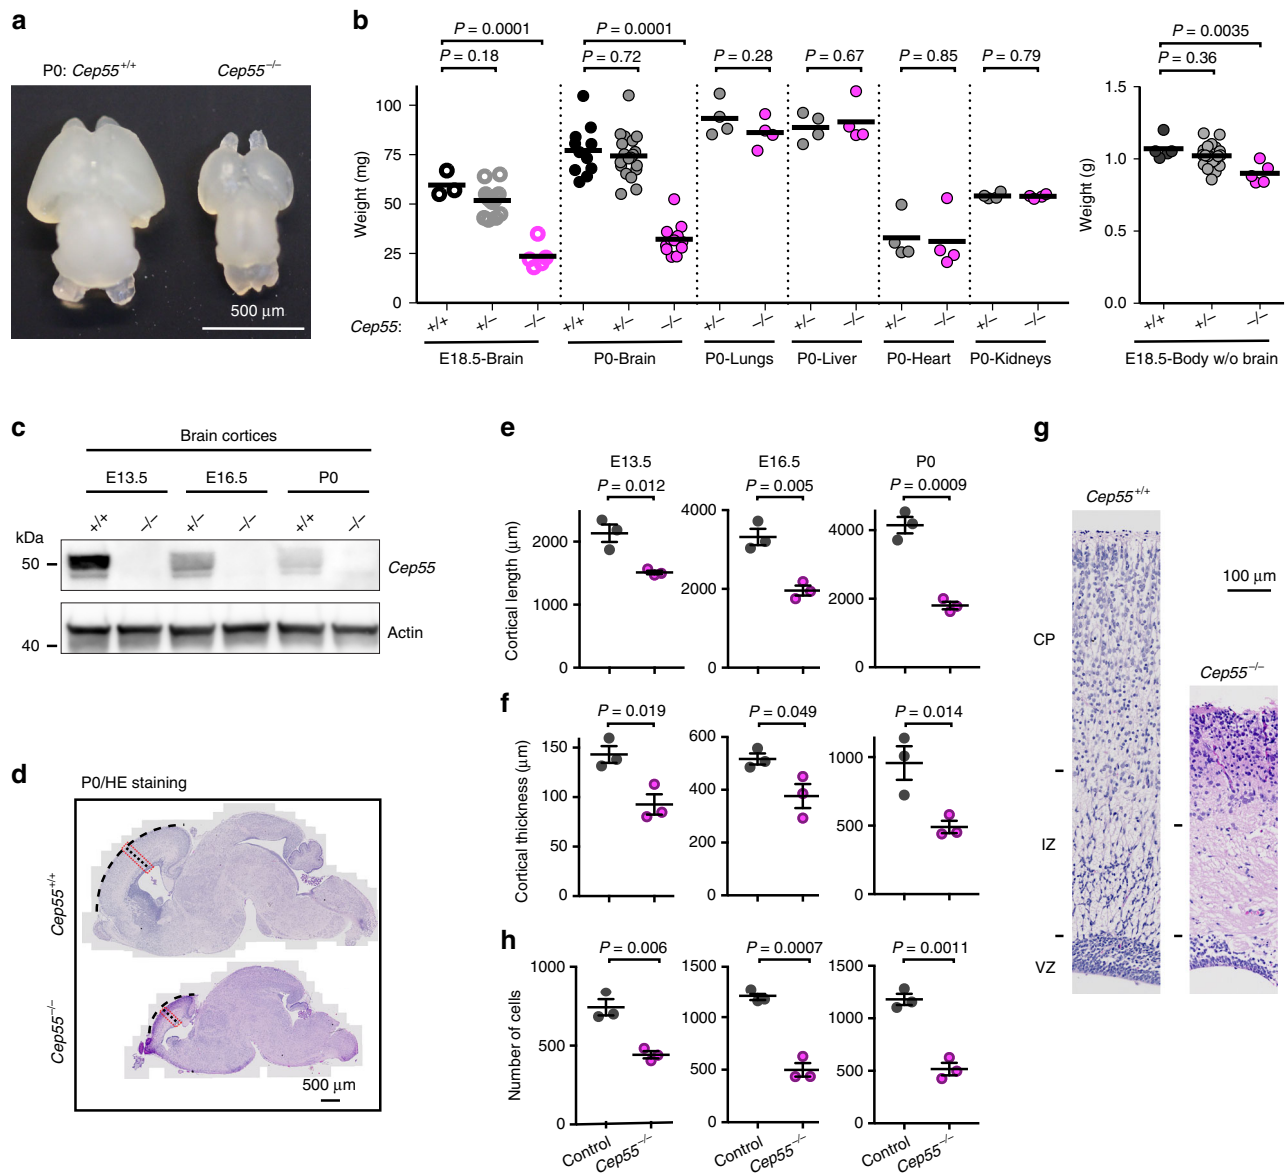 a
P0: Cep55+/+
Cep55−/−
500 µm
b
P = 0.0001
P = 0.18
P = 0.0001
P = 0.72
P = 0.28
P = 0.67
P = 0.85
P = 0.79
P = 0.0035
P = 0.36
Weight (mg)
100
75
50
25
0
Weight (g)
1.5
1.0
0.5
0.0
Cep55:
+/+ +/− −/− +/+ +/− −/− +/− −/− +/− −/− +/− −/− +/− −/− +/+ +/− −/−
E18.5-Brain
P0-Brain
P0-Lungs
P0-Liver
P0-Heart
P0-Kidneys
E18.5-Body w/o brain
c
Brain cortices
E13.5 E16.5 P0
+/+ −/− +/− −/− +/+ −/−
kDa
50
Cep55
40
Actin
d
P0/HE staining
Cep55+/+
Cep55−/−
500 µm
e
E13.5
E16.5
P0
P = 0.012
P = 0.005
P = 0.0009
Cortical length (µm)
2000
1000
0
4000
2000
0
4000
2000
0
f
P = 0.019
P = 0.049
P = 0.014
Cortical thickness (µm)
150
100
50
0
600
400
200
0
1000
500
0
h
P = 0.006
P = 0.0007
P = 0.0011
Number of cells
1000
500
0
1500
1000
500
0
1500
1000
500
0
Control Cep55−/−
Control Cep55−/−
Control Cep55−/−
g
Cep55+/+
100 µm
Cep55−/−
CP
IZ
VZ